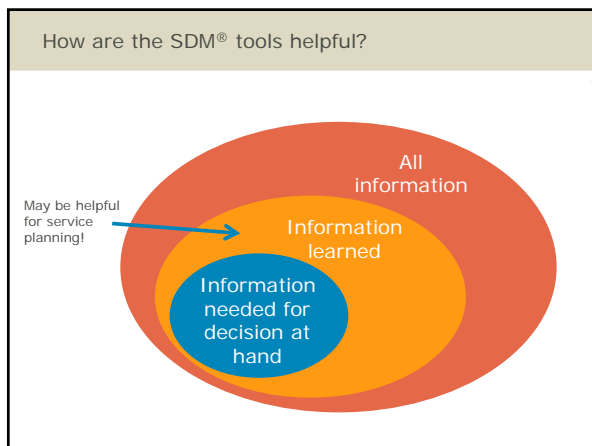 How are the SDM® tools helpful?
All
information
May be helpful
for service
planning!
Information
learned
Information
needed for
decision at
hand